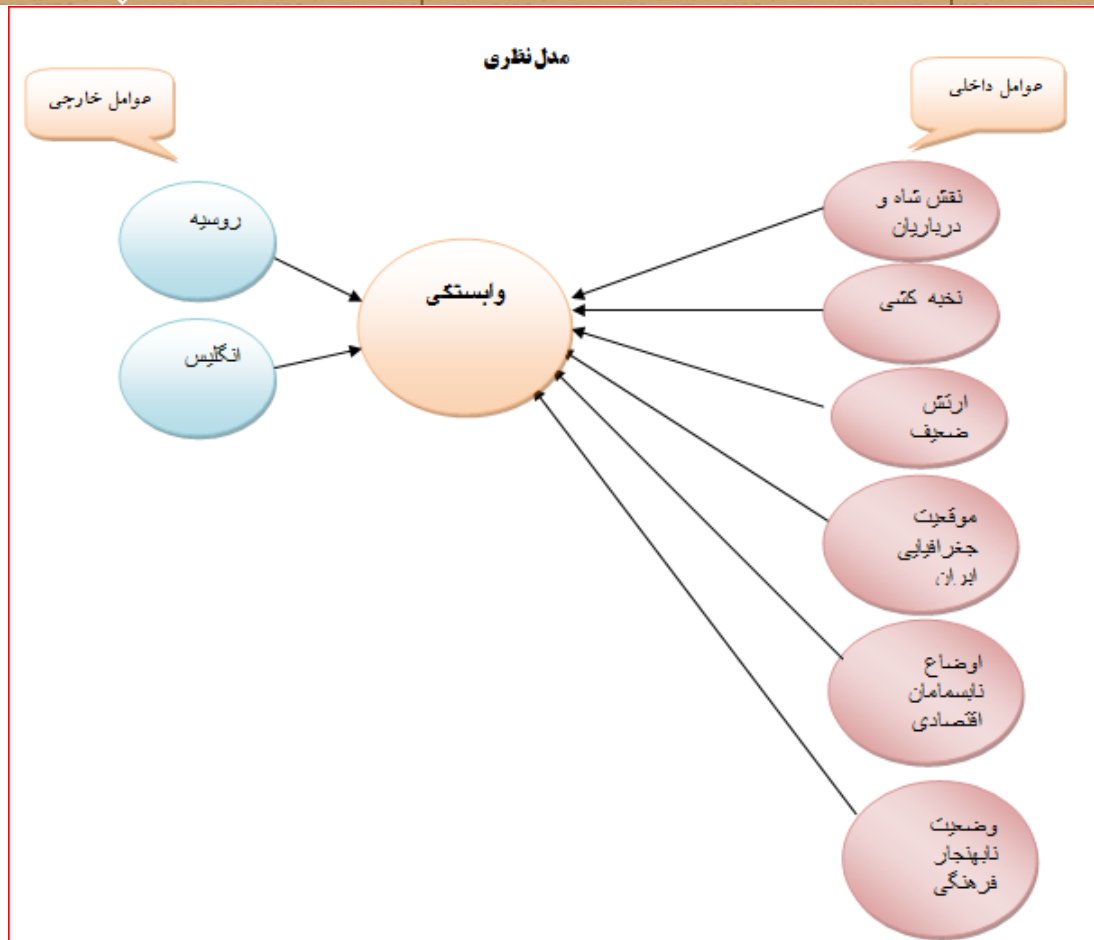 مدل نظری
عوامل داخلی
عوامل خارجی
نقش شاه و
درباریان
نخبه کشی
ارتش
ضعیف
موقعیت
جغرافیایی
ایران
اوضاع
نابسمامان
اقتصادی
وضعیت
نابهنجار
فرهنگی
وابستگی
روسیه
انگلیس